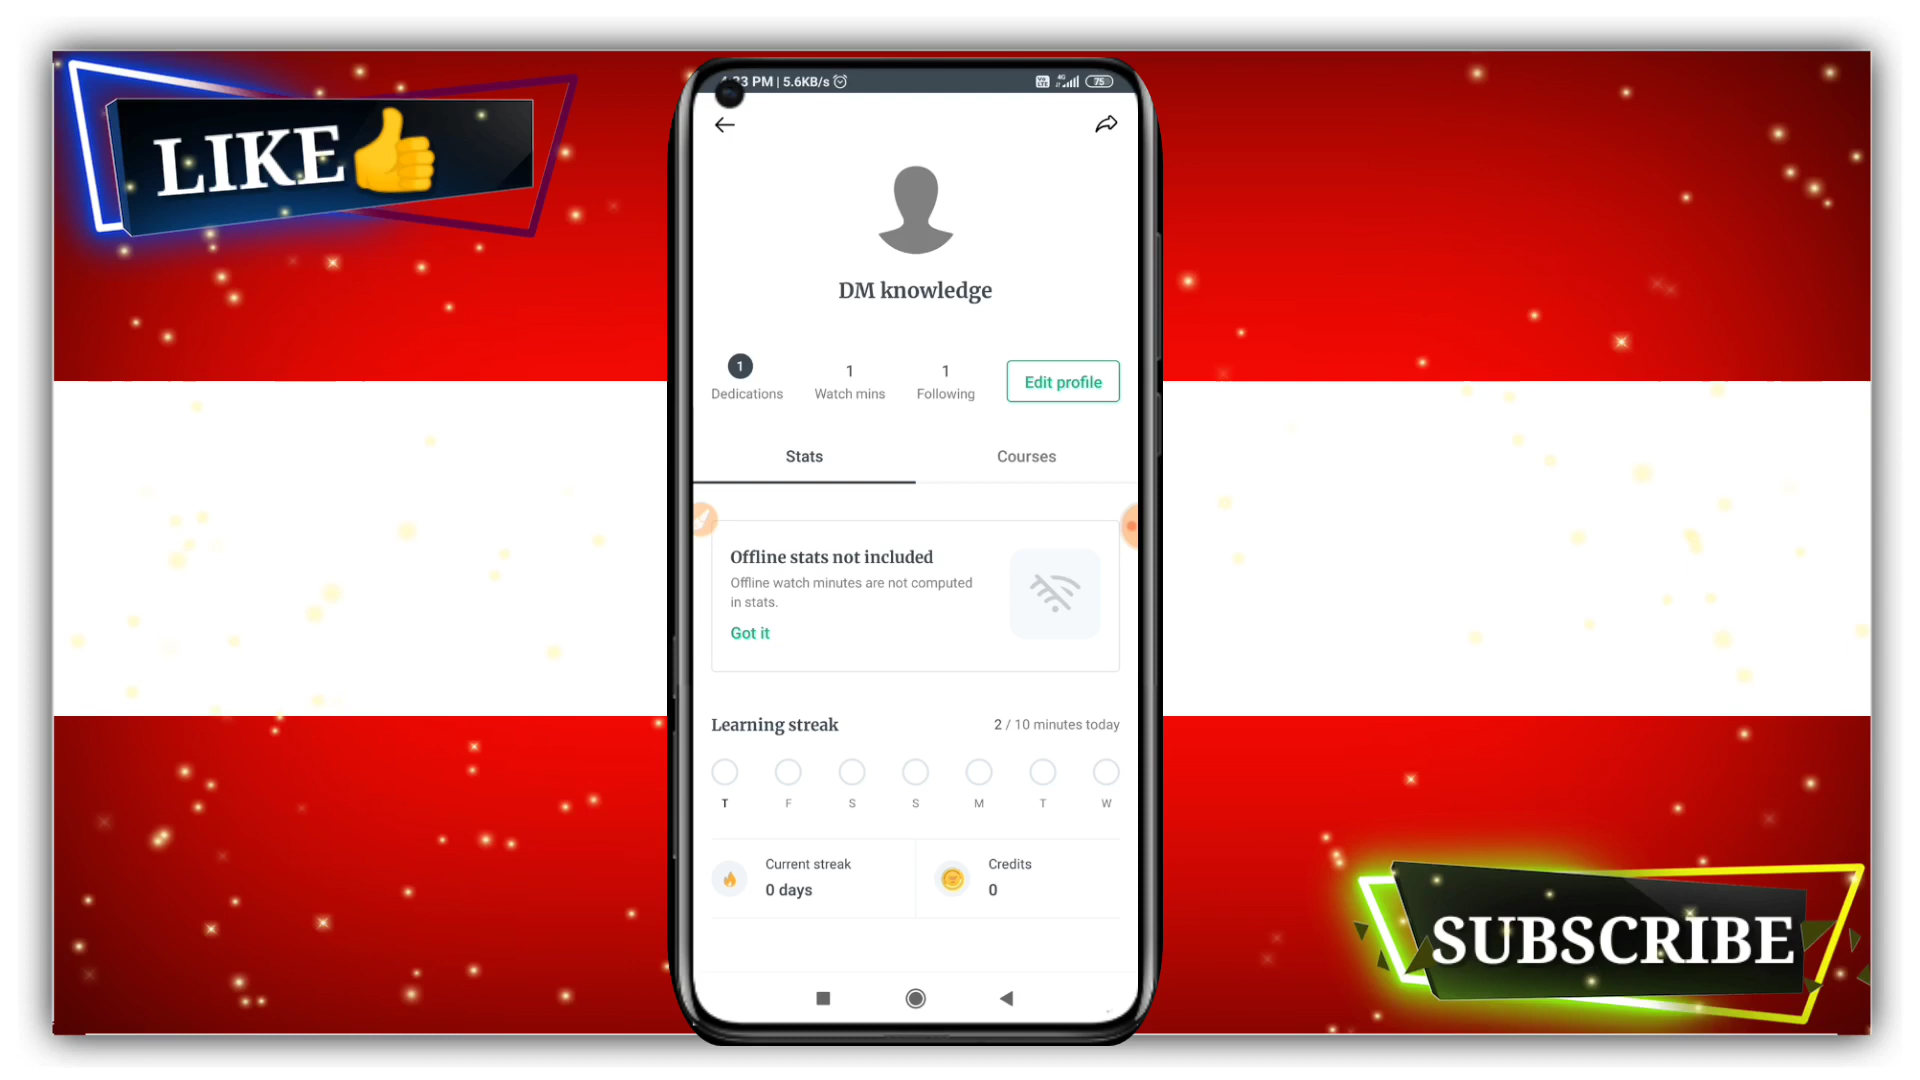 LIKE👍
:33 PM | 5.6KB/s
4G
75
DM knowledge
1
Dedications
1
Watch mins
1
Following
Edit profile
Stats
Courses
Offline stats not included
Offline watch minutes are not computed
in stats.
Got it
Learning streak
2 / 10 minutes today
T F S S M T W
Current streak
0 days
Credits
0
SUBSCRIBE